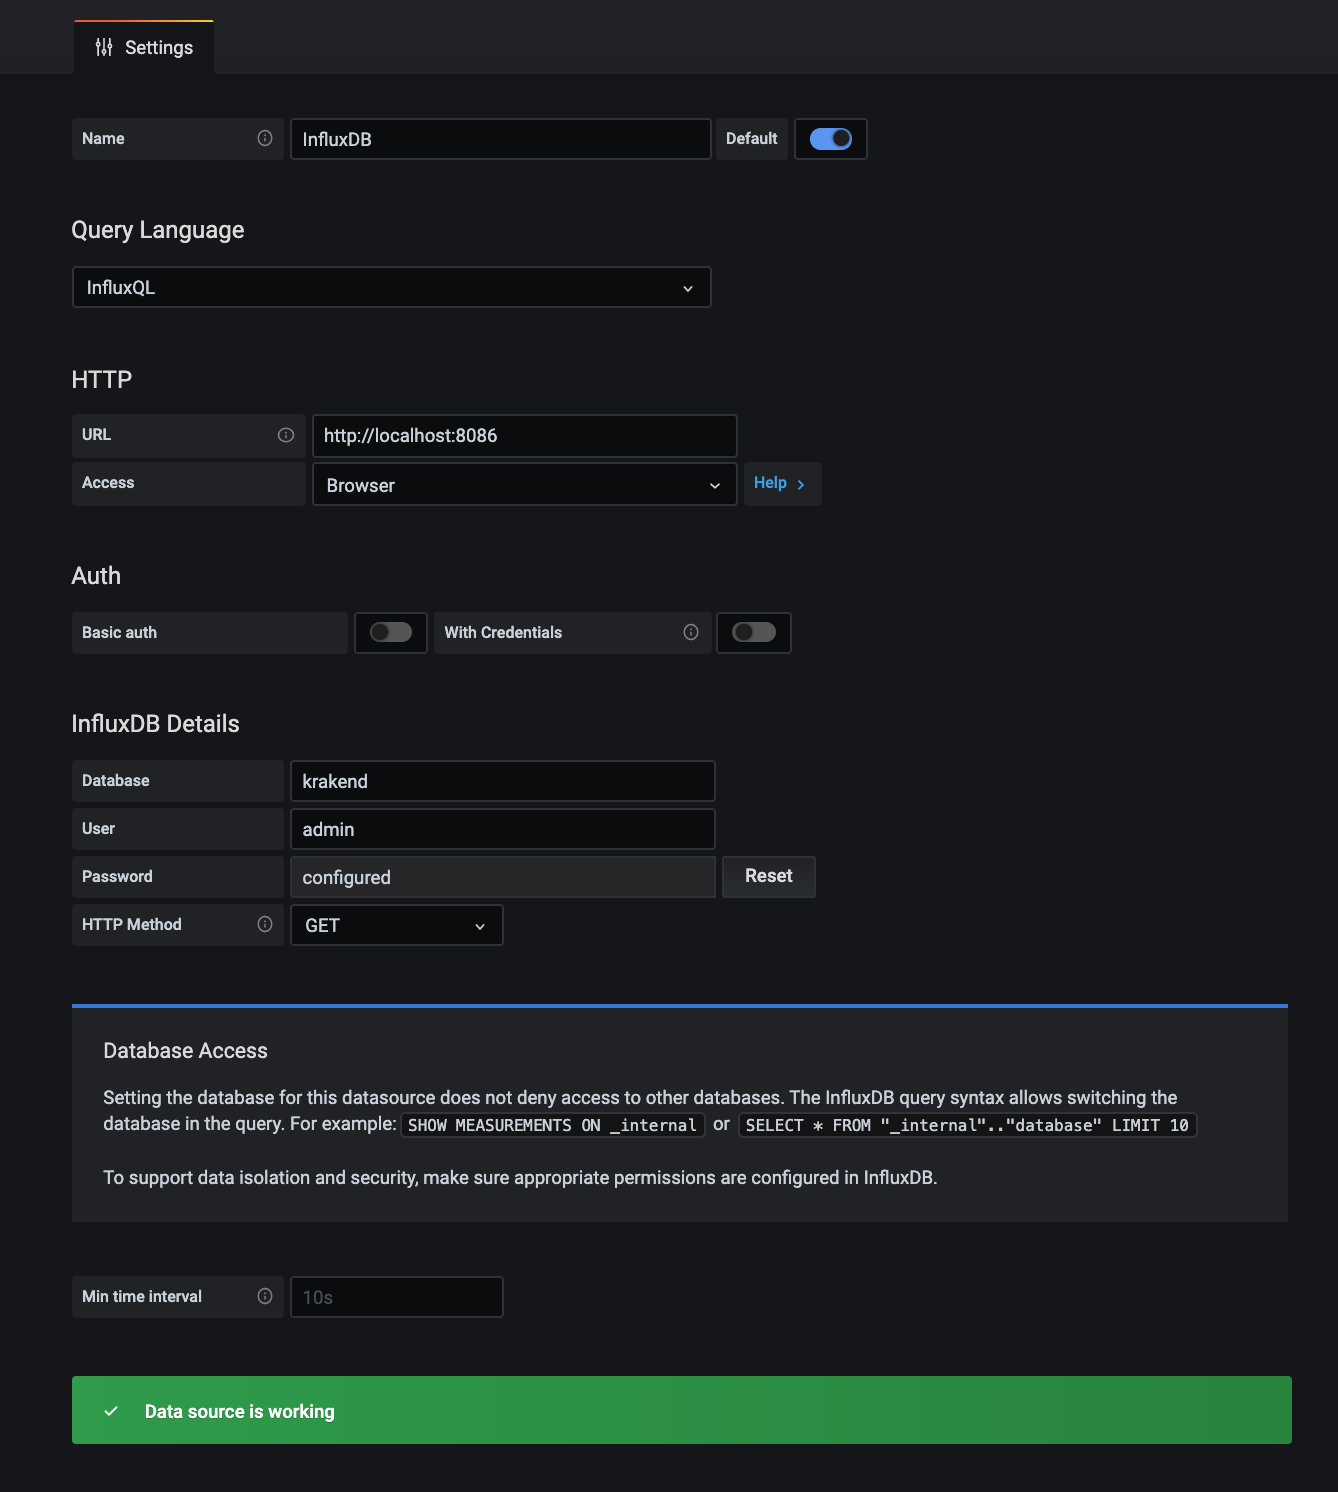 Settings
Name
InfluxDB
Default
Query Language
InfluxQL
HTTP
URL
http://localhost:8086
Access
Browser
Help
Auth
Basic auth
With Credentials
InfluxDB Details
Database
krakend
User
admin
Password
configured
Reset
HTTP Method
GET
Database Access
Setting the database for this datasource does not deny access to other databases. The InfluxDB query syntax allows switching the
database in the query. For example: SHOW MEASUREMENTS ON _internal or SELECT * FROM "_internal".."database" LIMIT 10
To support data isolation and security, make sure appropriate permissions are configured in InfluxDB.
Min time interval
10s
Data source is working